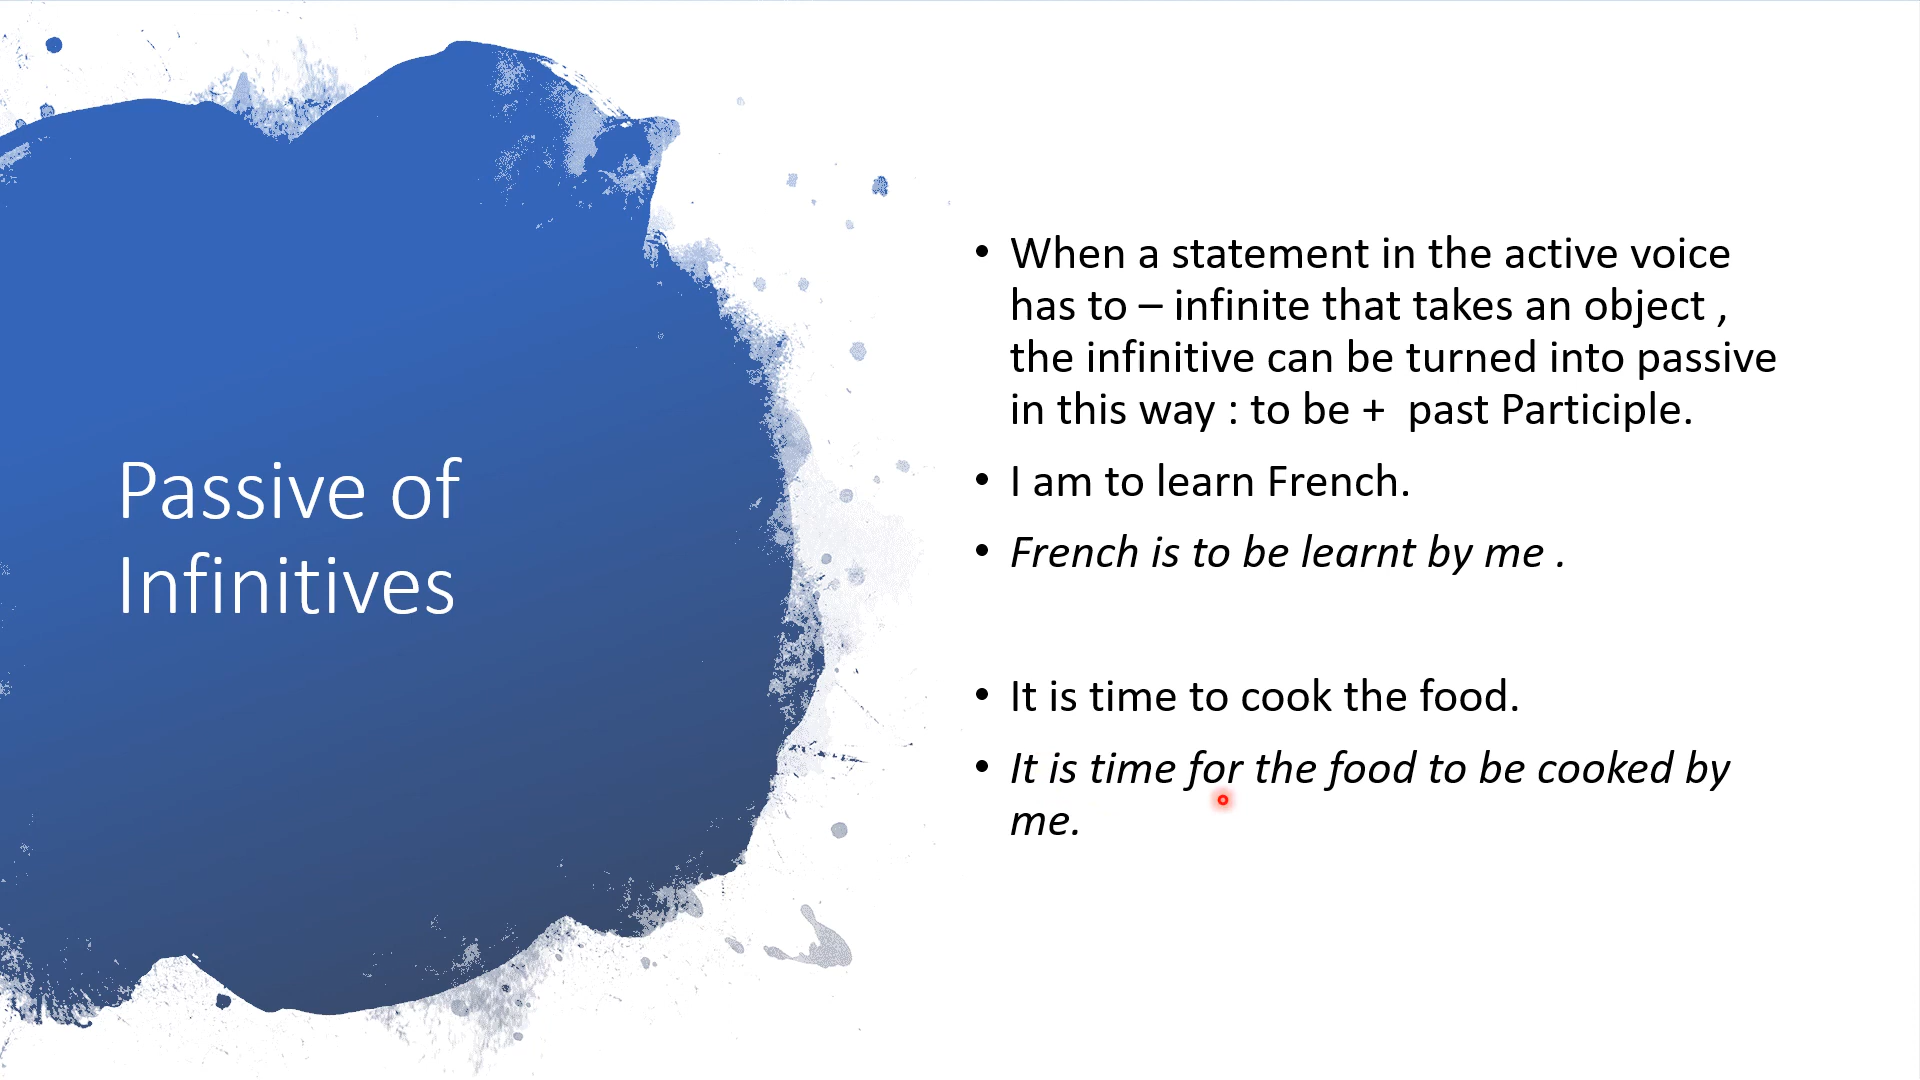 Passive of
Infinitives
• When a statement in the active voice
has to – infinite that takes an object ,
the infinitive can be turned into passive
in this way : to be +  past Participle.
• I am to learn French.
• French is to be learnt by me .
• It is time to cook the food.
• It is time for the food to be cooked by
me.